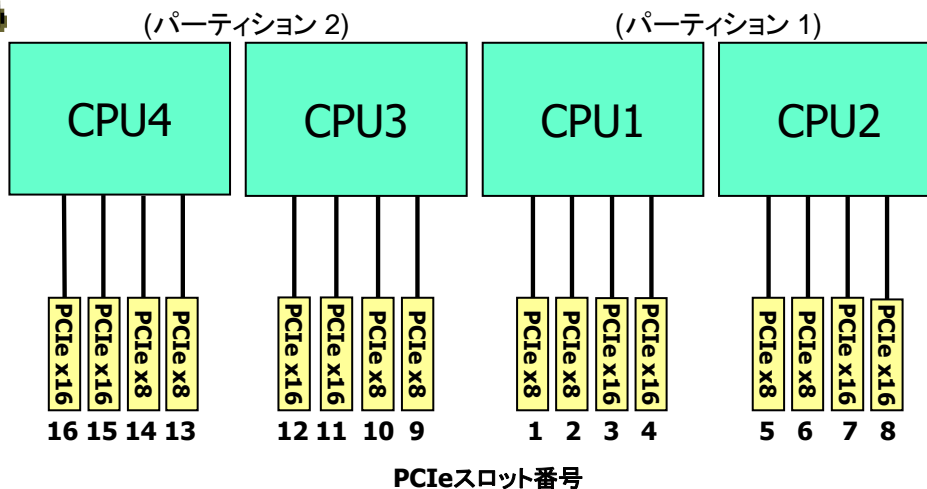 (パーティション 2)
(パーティション 1)
CPU4
CPU3
CPU1
CPU2
PCIe x16
PCIe x16
PCIe x8
PCIe x8
PCIe x16
PCIe x16
PCIe x8
PCIe x8
PCIe x8
PCIe x8
PCIe x16
PCIe x16
PCIe x8
PCIe x8
PCIe x16
PCIe x16
16 15 14 13
12 11 10 9
1 2 3 4
5 6 7 8
PCIeスロット番号